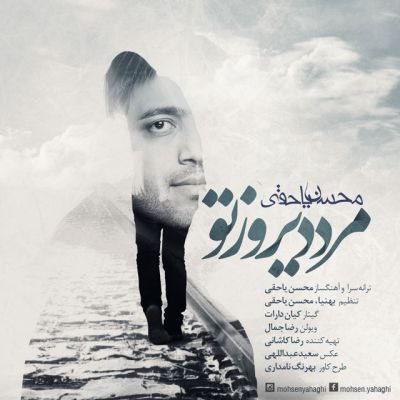 محسن یاحقی
مرد دیروز تو
ترانه سرا و آهنگساز محسن یاحقی
تنظیم بهنیا، محسن یاحقی
گیتار کیان دارات
ویولن رضا جمال
تهیه کننده رضا کاشانی
عکس سعید عبداللهی
طرح کاور بهرنگ نامداری
mohsenyaghi mohsen.yahaghi